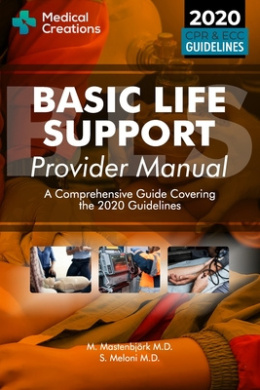 Medical
Creations
2020
CPR & ECC
GUIDELINES
BLS
BASIC LIFE
SUPPORT
Provider Manual
A Comprehensive Guide Covering
the 2020 Guidelines
M. Mastenbjörk M.D.
S. Meloni M.D.